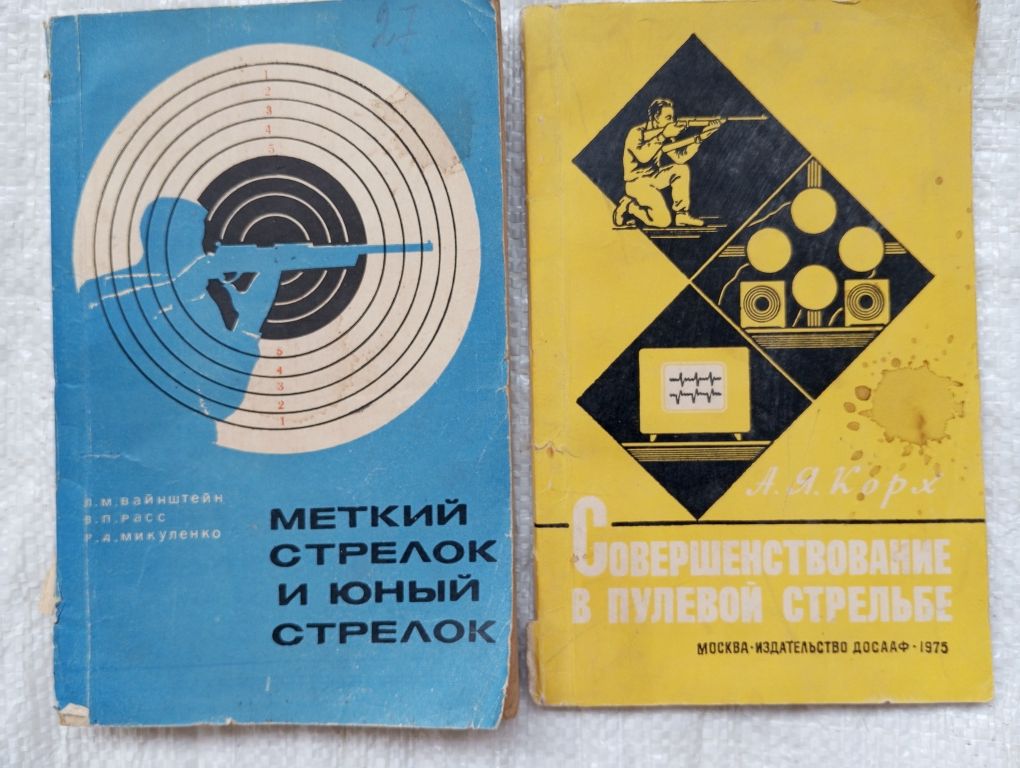 27
1
2
3
4
5
5
4
3
2
1
Л.М.ВАЙНШТЕЙН
В.П.РАСС
МИКУЛЕНКО
МЕТКИЙ
СТРЕЛОК
И ЮНЫЙ
СТРЕЛОК
А.Я.Корх
СОВЕРШЕНСТВОВАНИЕ
В ПУЛЕВОЙ СТРЕЛЬБЕ
МОСКВА·ИЗДАТЕЛЬСТВО ДОСААФ·1975